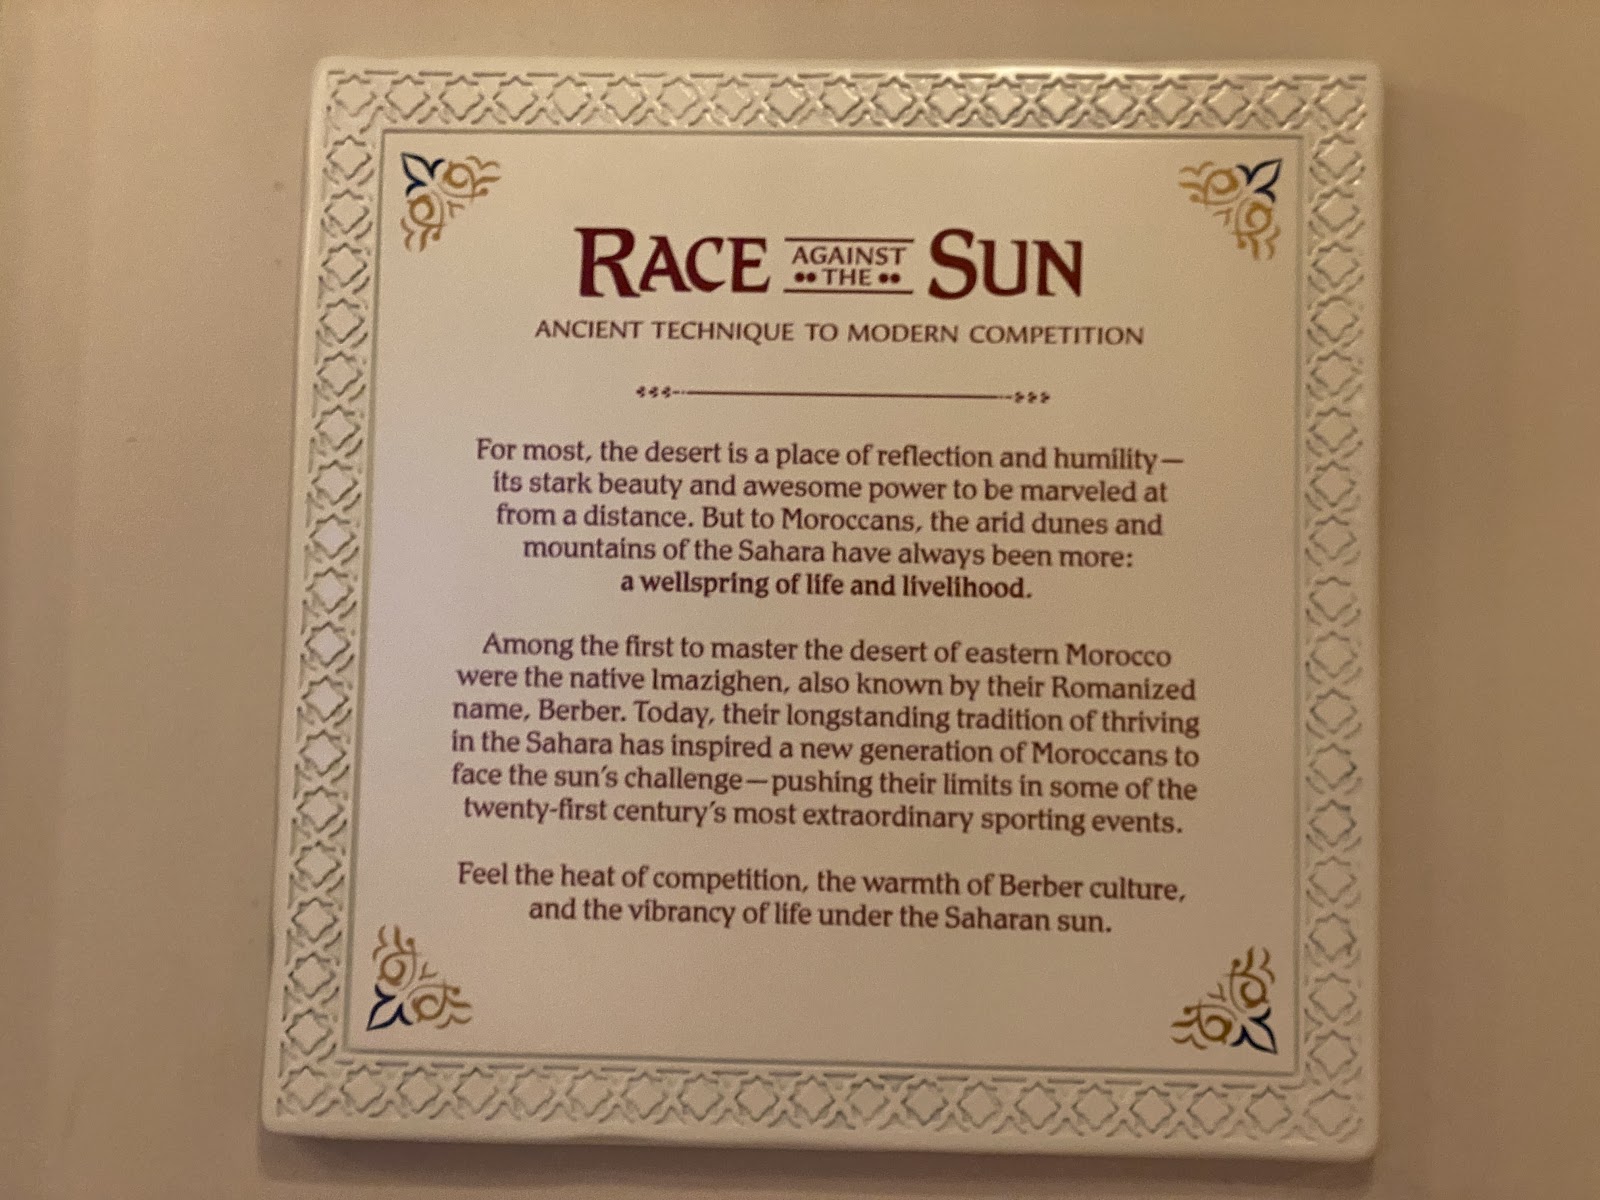 RACE AGAINST THE SUN
ANCIENT TECHNIQUE TO MODERN COMPETITION
For most, the desert is a place of reflection and humility—
its stark beauty and awesome power to be marveled at
from a distance. But to Moroccans, the arid dunes and
mountains of the Sahara have always been more:
a wellspring of life and livelihood.
Among the first to master the desert of eastern Morocco
were the native Imazighen, also known by their Romanized
name, Berber. Today, their longstanding tradition of thriving
in the Sahara has inspired a new generation of Moroccans to
face the sun's challenge—pushing their limits in some of the
twenty-first century's most extraordinary sporting events.
Feel the heat of competition, the warmth of Berber culture,
and the vibrancy of life under the Saharan sun.